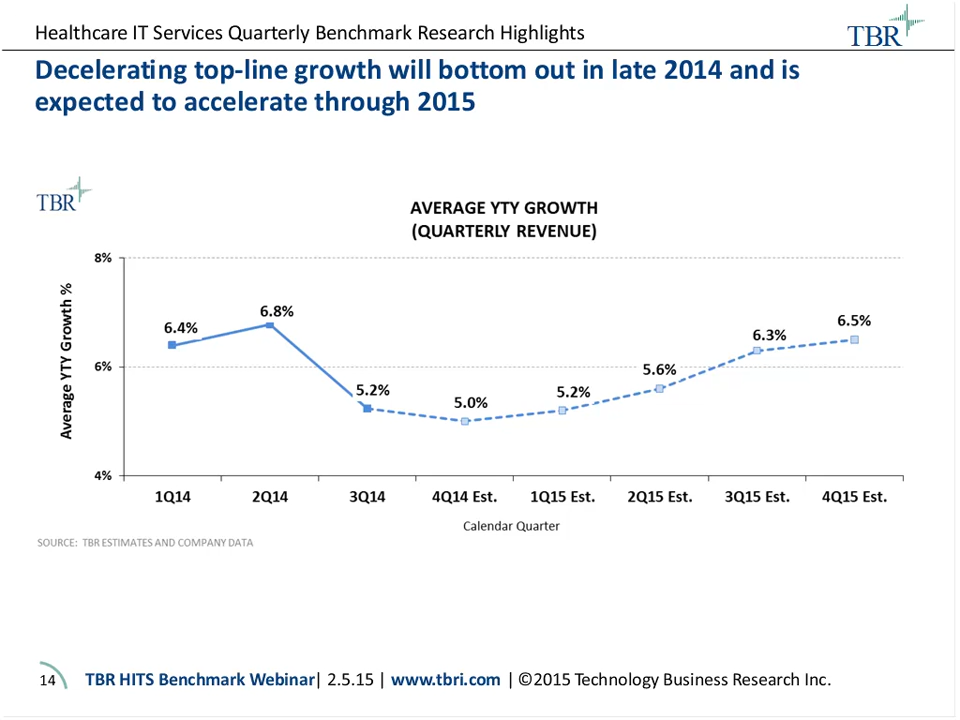 Healthcare IT Services Quarterly Benchmark Research Highlights
TBR
Decelerating top-line growth will bottom out in late 2014 and is
expected to accelerate through 2015
TBR
AVERAGE YTY GROWTH
(QUARTERLY REVENUE)
Average YTY Growth %
8%
6%
4%
6.4%
6.8%
5.2%
5.0%
5.2%
5.6%
6.3%
6.5%
1Q14 2Q14 3Q14 4Q14 Est. 1Q15 Est. 2Q15 Est. 3Q15 Est. 4Q15 Est.
Calendar Quarter
SOURCE: TBR ESTIMATES AND COMPANY DATA
14 TBR HITS Benchmark Webinar| 2.5.15 | www.tbri.com | ©2015 Technology Business Research Inc.